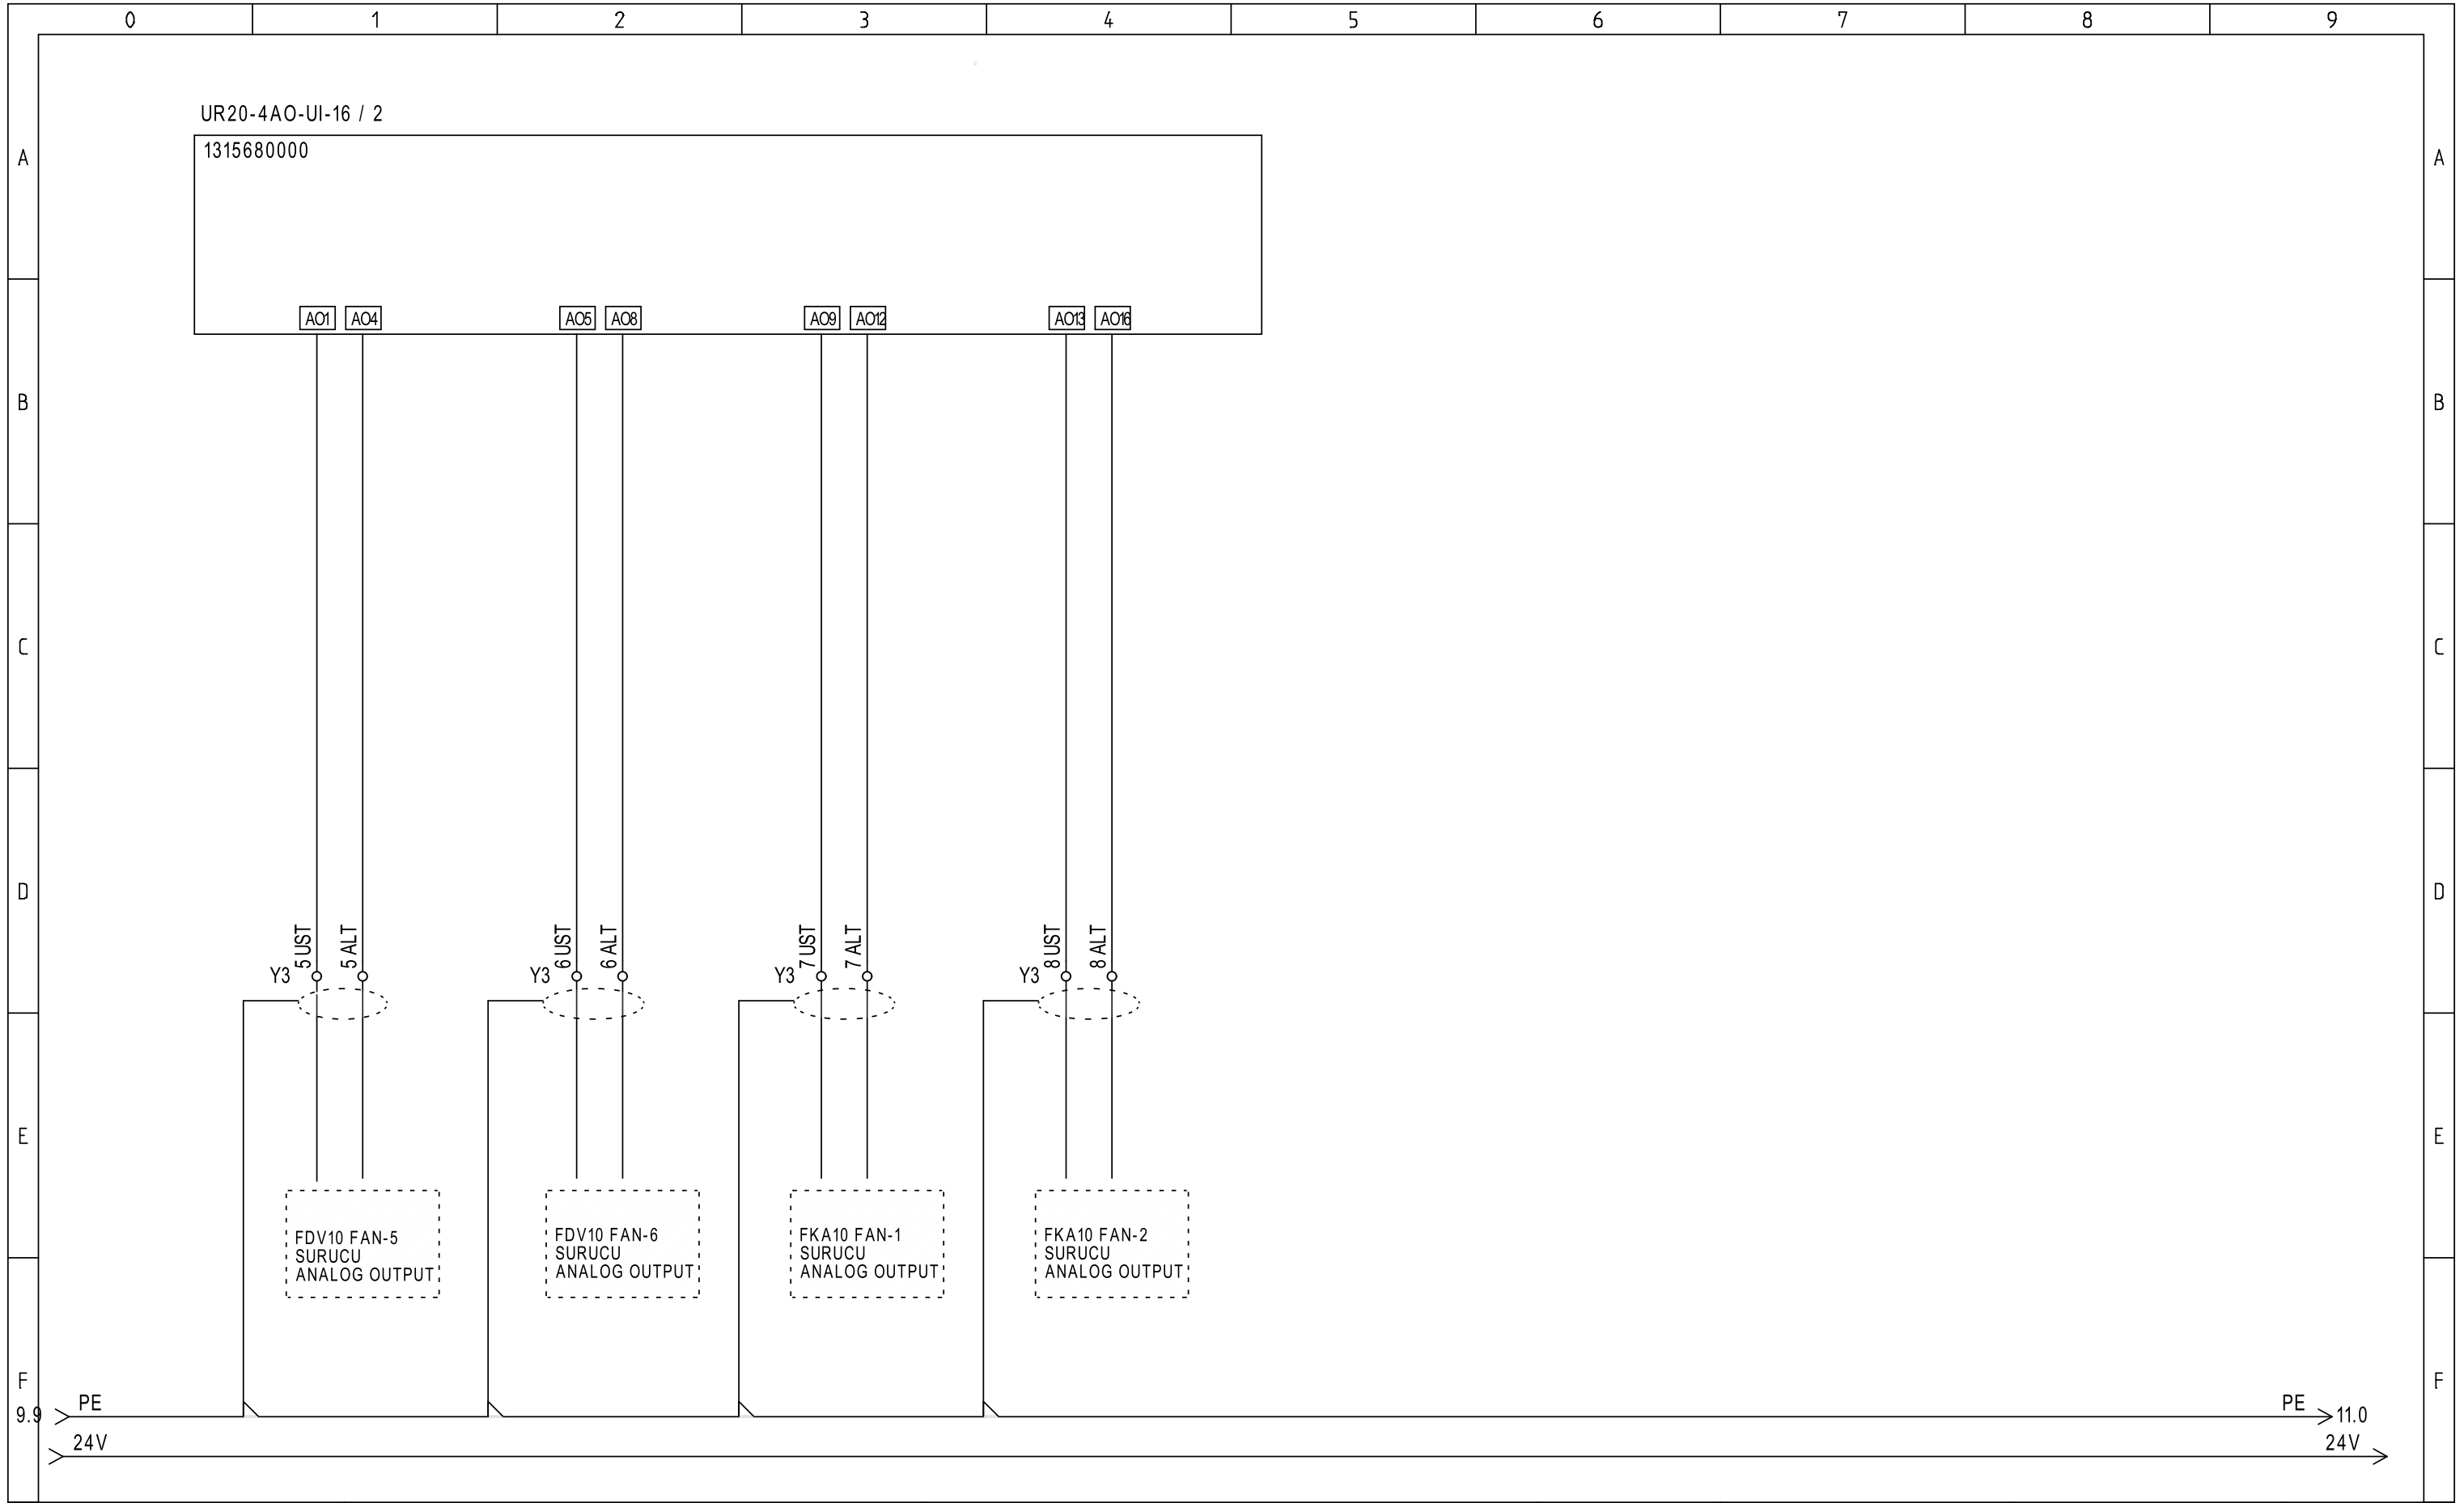 0 1 2 3 4 5 6 7 8 9
UR20-4AO-UI-16 / 2
1315680000
A A
AO1 AO4 AO5 AO8 AO9 AO12 AO13 AO16
B B
C C
D D
5 UST 5 ALT 6 UST 6 ALT 7 UST 7 ALT 8 UST 8 ALT
Y3 Y3 Y3 Y3
E E
FDV10 FAN-5
SURUCU
ANALOG OUTPUT
FDV10 FAN-6
SURUCU
ANALOG OUTPUT
FKA10 FAN-1
SURUCU
ANALOG OUTPUT
FKA10 FAN-2
SURUCU
ANALOG OUTPUT
F F
9.9 PE PE 11.0
24V 24V